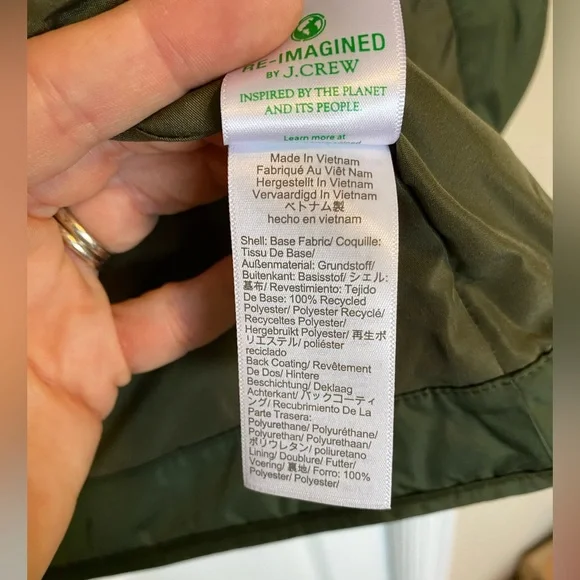 RE-IMAGINED
BY J.CREW
INSPIRED BY THE PLANET
AND ITS PEOPLE.
Learn more at
Made In Vietnam
Fabriqué Au Viêt Nam
Hergestellt In Vietnam
Vervaardigd In Vietnam
ベトナム製
hecho en vietnam
Shell: Base Fabric/ Coquille:
Tissu De Base/
Außenmaterial: Grundstoff/
Buitenkant: Basisstof/ シェル:
基布/ Revestimiento: Tejido
De Base: 100% Recycled
Polyester/ Polyester Recyclé/
Recyceltes Polyester/
Hergebruikt Polyester/ 再生ポ
リエステル/ poliéster
reciclado
Back Coating/ Revêtement
De Dos/ Hintere
Beschichtung/ Deklaag
Achterkant/ バックコーティ
ング/ Recubrimiento De La
Parte Trasera:
Polyurethane/ Polyuréthane/
Polyurethan/ Polyurethaan/
ポリウレタン/ poliuretano
Lining/ Doublure/ Futter/
Voering/ 裏地/ Forro: 100%
Polyester/ Polyester/